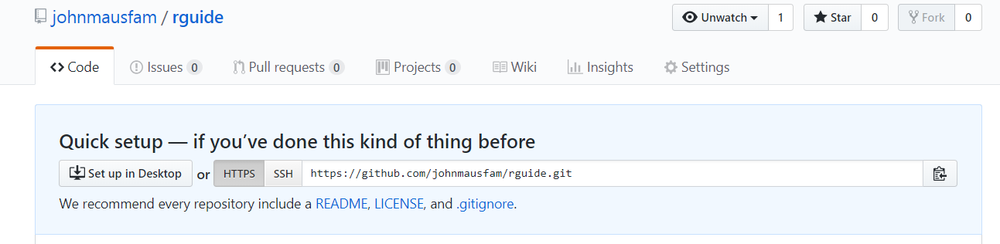 johnmausfam / rguide
Unwatch 1 Star 0 Fork 0
Code Issues 0 Pull requests 0 Projects 0 Wiki Insights Settings
Quick setup — if you’ve done this kind of thing before
Set up in Desktop or HTTPS SSH https://github.com/johnmausfam/rguide.git
We recommend every repository include a README, LICENSE, and .gitignore.